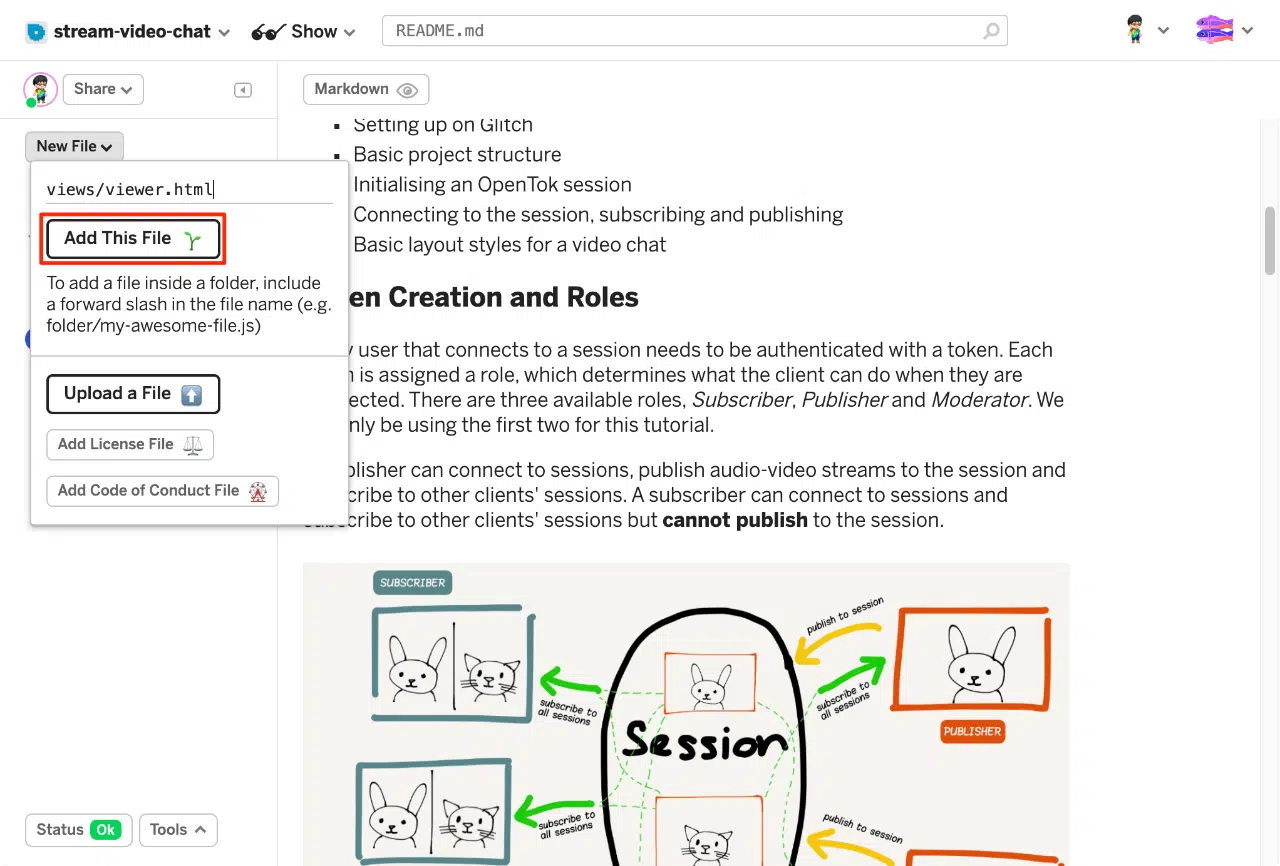 stream-video-chat
Show
README.md
Share
Markdown
New File
views/viewer.html
Add This File
To add a file inside a folder, include
a forward slash in the file name (e.g.
folder/my-awesome-file.js)
Upload a File
Add License File
Add Code of Conduct File
Setting up on Glitch
Basic project structure
Initialising an OpenTok session
Connecting to the session, subscribing and publishing
Basic layout styles for a video chat
en Creation and Roles
user that connects to a session needs to be authenticated with a token. Each
is assigned a role, which determines what the client can do when they are
ected. There are three available roles, Subscriber, Publisher and Moderator. We
nly be using the first two for this tutorial.
blisher can connect to sessions, publish audio-video streams to the session and
cribe to other clients' sessions. A subscriber can connect to sessions and
subscribe to other clients' sessions but cannot publish to the session.
SUBSCRIBER
publish to session
subscribe to
all sessions
subscribe to
all sessions
Session
PUBLISHER
subscribe to
all sessions
publish to session
Status Ok
Tools